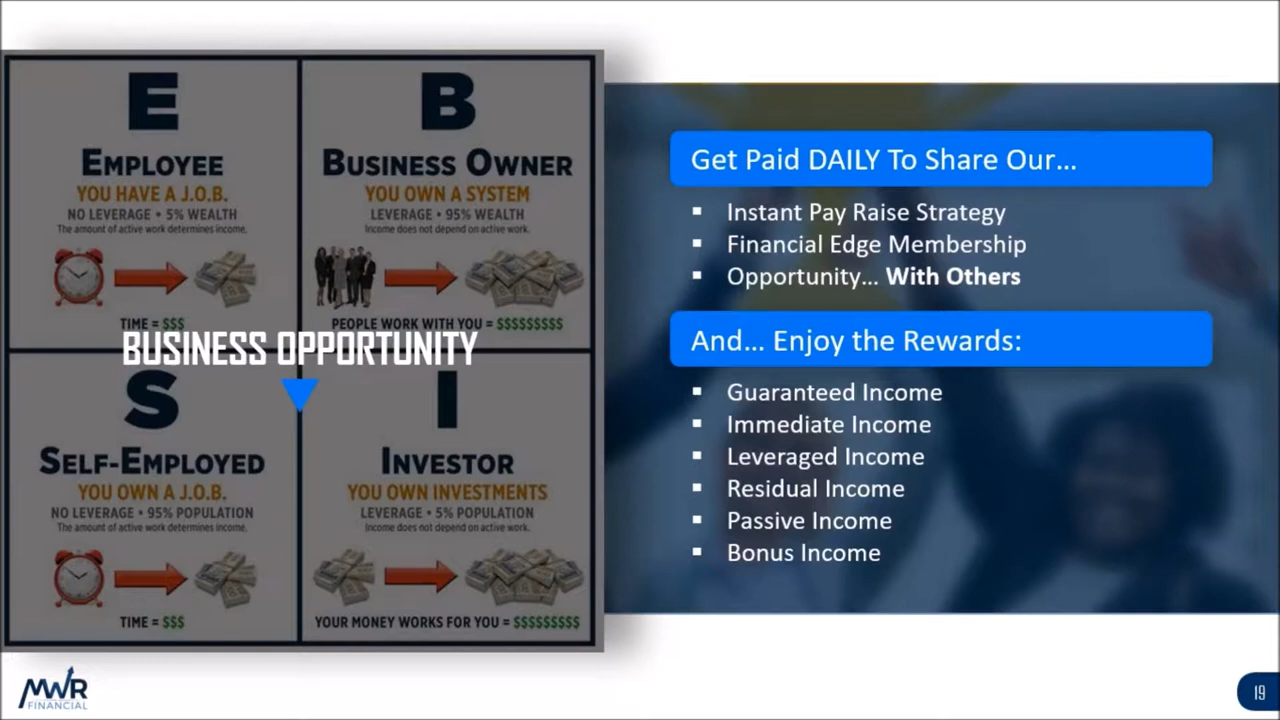 E
EMPLOYEE
YOU HAVE A J.O.B.
NO LEVERAGE • 5% WEALTH
The amount of active work determines income.
TIME = $$$
B
BUSINESS OWNER
YOU OWN A SYSTEM
LEVERAGE • 95% WEALTH
Income does not depend on active work.
PEOPLE WORK WITH YOU = $$$$$$$$$
BUSINESS OPPORTUNITY
S
SELF-EMPLOYED
YOU OWN A J.O.B.
NO LEVERAGE • 95% POPULATION
The amount of active work determines income.
TIME = $$$
I
INVESTOR
YOU OWN INVESTMENTS
LEVERAGE • 5% POPULATION
Income does not depend on active work.
YOUR MONEY WORKS FOR YOU = $$$$$$$$$
Get Paid DAILY To Share Our...
▪ Instant Pay Raise Strategy
▪ Financial Edge Membership
▪ Opportunity... With Others
And... Enjoy the Rewards:
▪ Guaranteed Income
▪ Immediate Income
▪ Leveraged Income
▪ Residual Income
▪ Passive Income
▪ Bonus Income
MWR
FINANCIAL
19